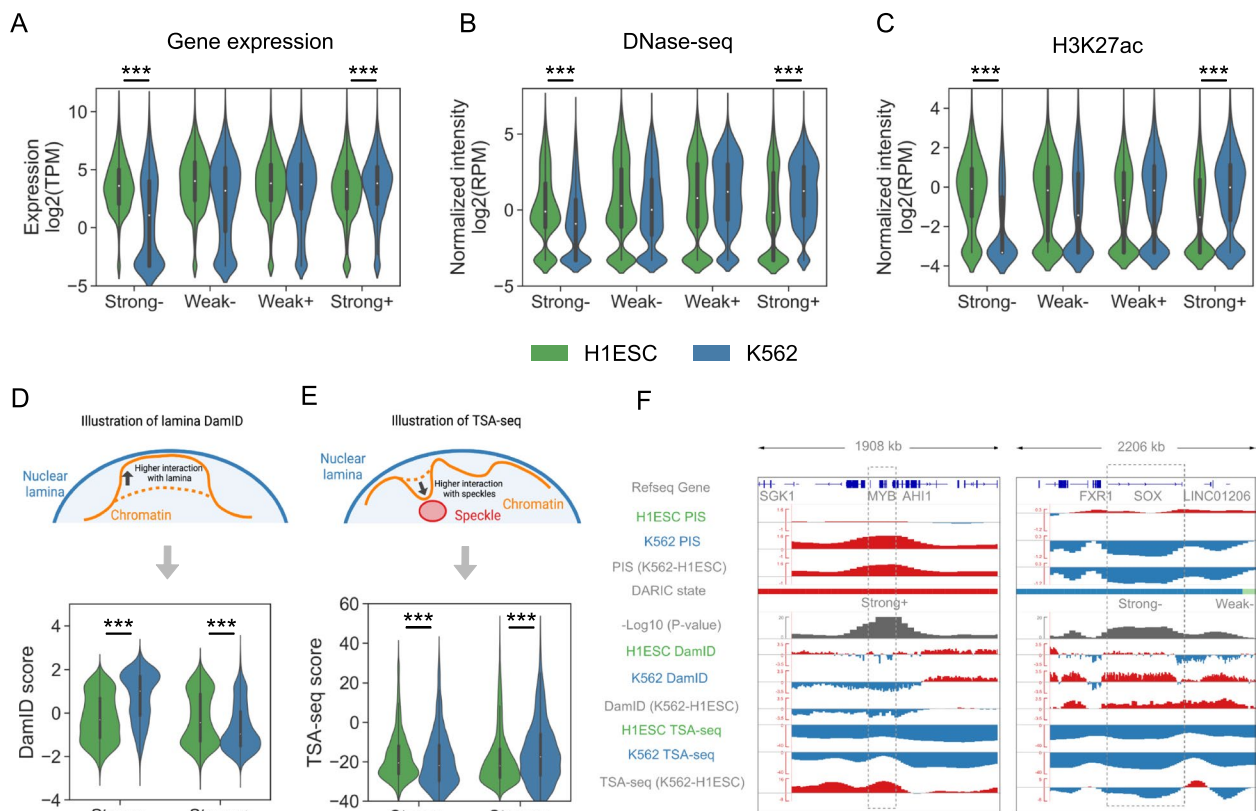 A
Gene expression
***
***
Expression
log2(TPM)
10
5
0
−5
Strong-
Weak-
Weak+
Strong+
B
DNase-seq
***
***
Normalized intensity
log2(RPM)
5
0
−5
Strong-
Weak-
Weak+
Strong+
C
H3K27ac
***
***
Normalized intensity
log2(RPM)
4
2
0
−2
−4
Strong-
Weak-
Weak+
Strong+
H1ESC
K562
D
Illustration of lamina DamID
Nuclear
lamina
Higher interaction
with lamina
Chromatin
***
***
DamID score
4
2
0
−2
−4
E
Illustration of TSA-seq
Nuclear
lamina
Higher interaction
with speckles
Chromatin
Speckle
***
***
TSA-seq score
60
40
20
0
−20
−40
F
1908 kb
2206 kb
Refseq Gene
SGK1
MYB
AHI1
FXR1
SOX
LINC01206
H1ESC PIS
K562 PIS
PIS (K562-H1ESC)
DARIC state
Strong+
Strong-
Weak-
-Log10 (P-value)
H1ESC DamID
K562 DamID
DamID (K562-H1ESC)
H1ESC TSA-seq
K562 TSA-seq
TSA-seq (K562-H1ESC)